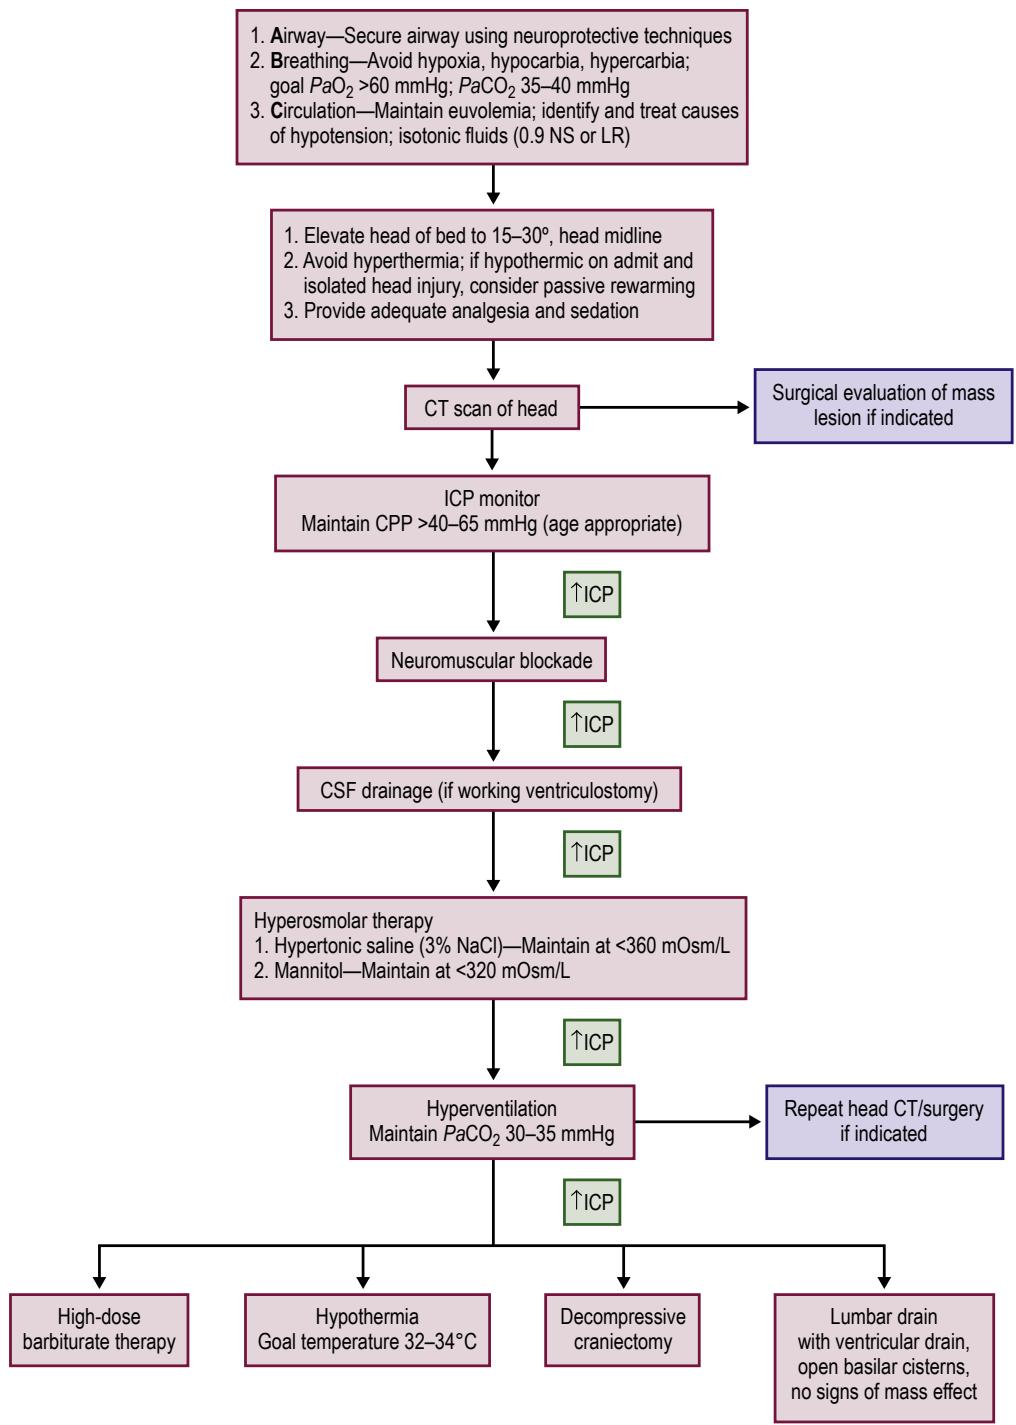 1. Airway—Secure airway using neuroprotective techniques
2. Breathing—Avoid hypoxia, hypocarbia, hypercarbia;
goal PaO2 >60 mmHg; PaCO2 35–40 mmHg
3. Circulation—Maintain euvolemia; identify and treat causes
of hypotension; isotonic fluids (0.9 NS or LR)
1. Elevate head of bed to 15–30º, head midline
2. Avoid hyperthermia; if hypothermic on admit and
isolated head injury, consider passive rewarming
3. Provide adequate analgesia and sedation
CT scan of head
Surgical evaluation of mass
lesion if indicated
ICP monitor
Maintain CPP >40–65 mmHg (age appropriate)
↑ICP
Neuromuscular blockade
↑ICP
CSF drainage (if working ventriculostomy)
↑ICP
Hyperosmolar therapy
1. Hypertonic saline (3% NaCl)—Maintain at <360 mOsm/L
2. Mannitol—Maintain at <320 mOsm/L
↑ICP
Hyperventilation
Maintain PaCO2 30–35 mmHg
Repeat head CT/surgery
if indicated
↑ICP
High-dose
barbiturate therapy
Hypothermia
Goal temperature 32–34°C
Decompressive
craniectomy
Lumbar drain
with ventricular drain,
open basilar cisterns,
no signs of mass effect